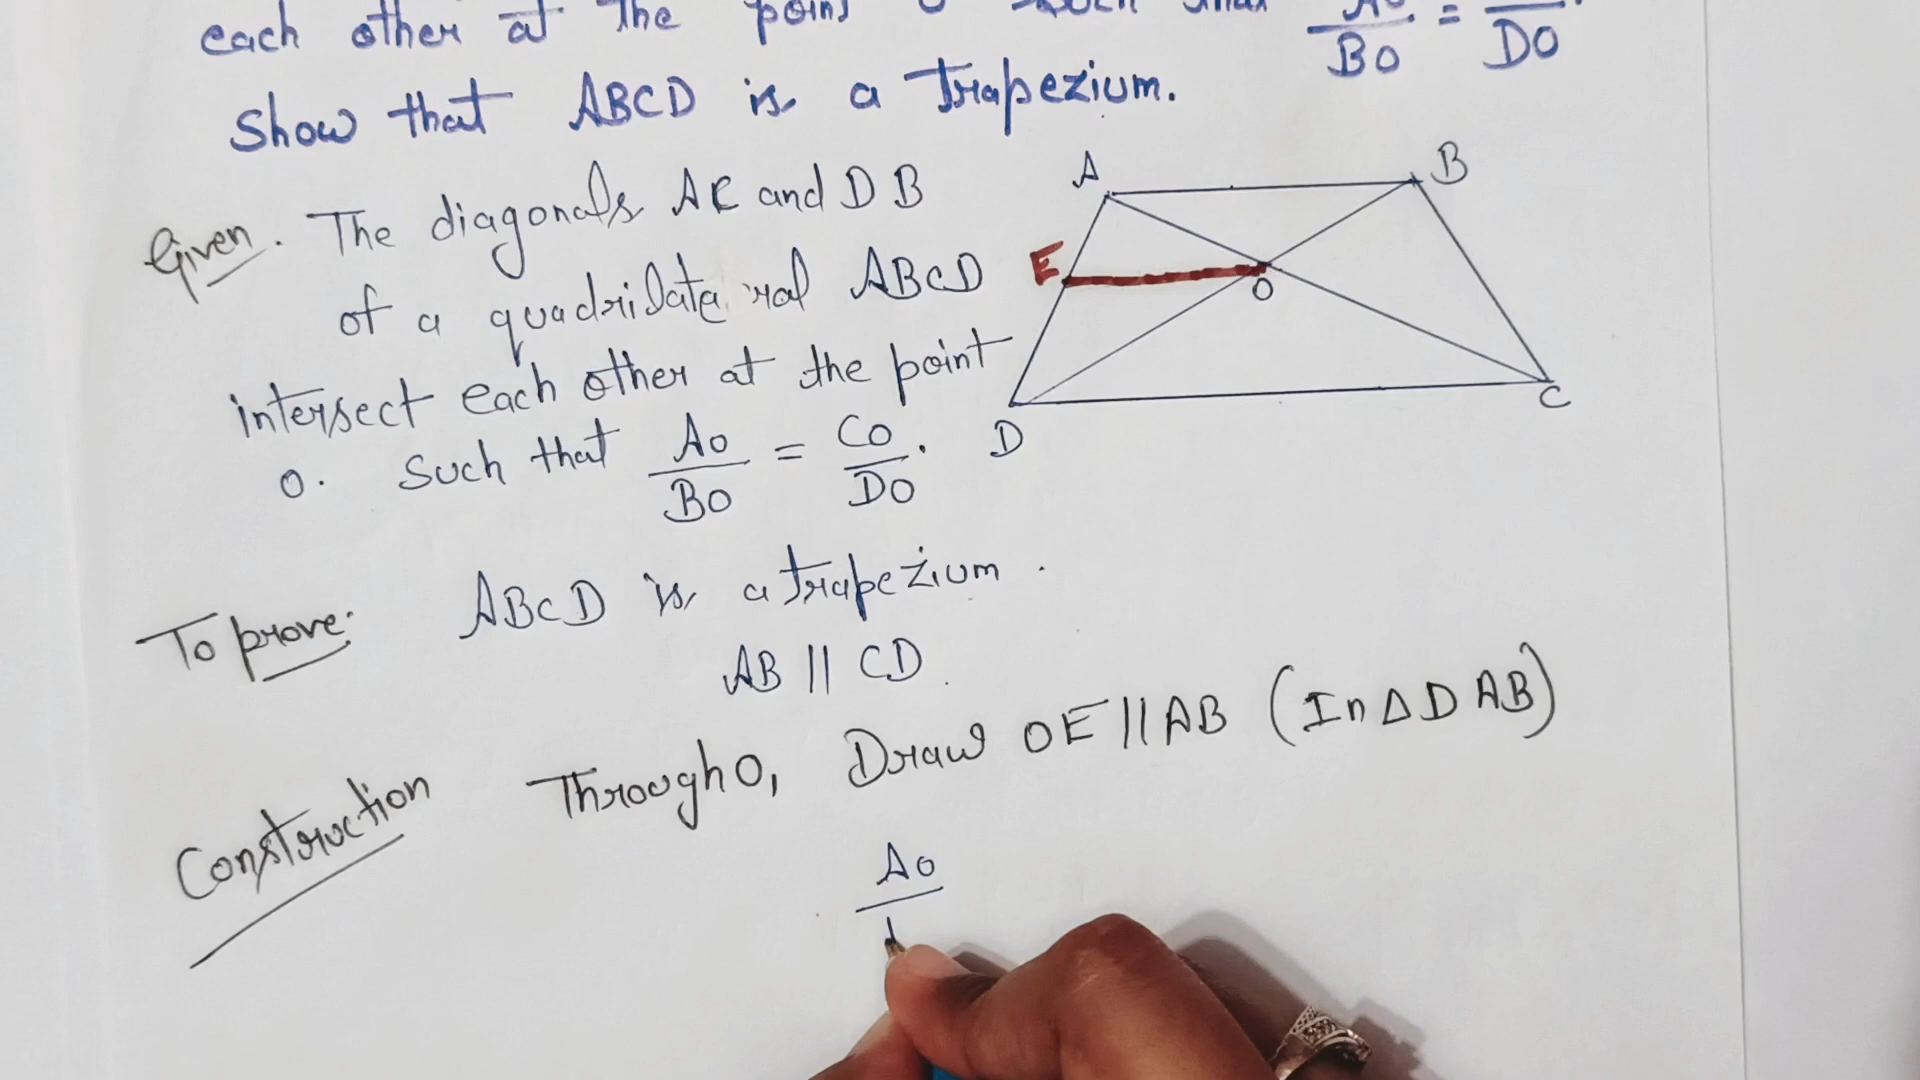 each other at the point O such that AO/BO = /DO.
Show that ABCD is a trapezium.
Given. The diagonals AC and DB
of a quadrilateral ABCD
intersect each other at the point
O. Such that AO/BO = CO/DO.
To prove: ABCD is a trapezium.
AB || CD.
Construction Through O, Draw OE || AB (In Δ DAB)
AO
A
B
E
O
D
C